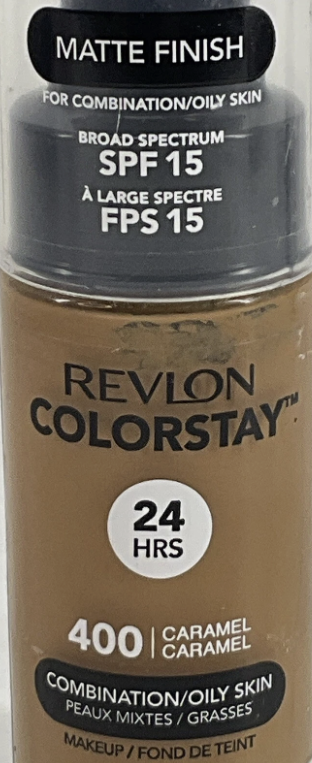 MATTE FINISH
FOR COMBINATION/OILY SKIN
BROAD SPECTRUM
SPF 15
À LARGE SPECTRE
FPS 15
REVLON
COLORSTAY™
24
HRS
400 | CARAMEL
CARAMEL
COMBINATION/OILY SKIN
PEAUX MIXTES / GRASSES
MAKEUP / FOND DE TEINT